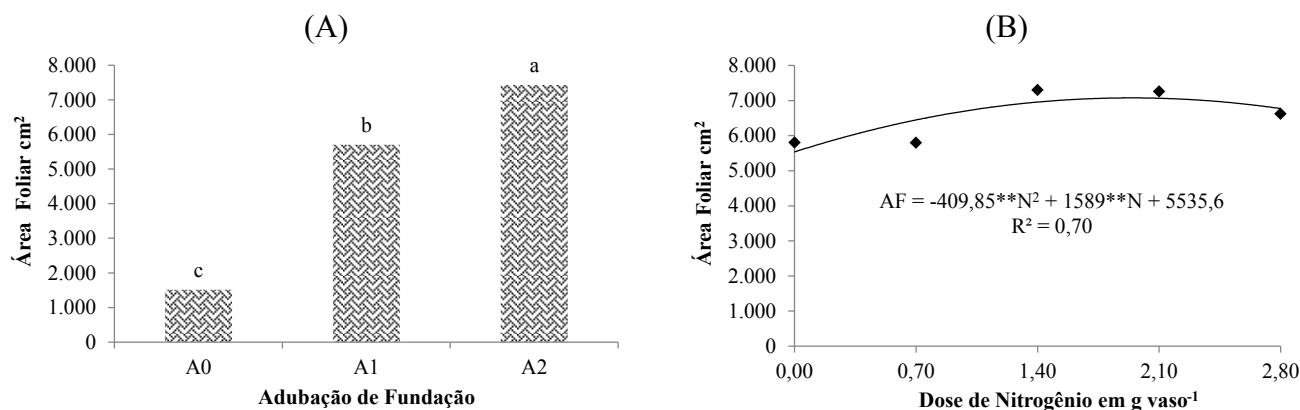 (A)
Área Foliar cm²
8.000
7.000
6.000
5.000
4.000
3.000
2.000
1.000
0
c
b
a
A0
A1
A2
Adubação de Fundação
(B)
Área Foliar cm²
8.000
7.000
6.000
5.000
4.000
3.000
2.000
1.000
0
AF = -409,85**N² + 1589**N + 5535,6
R² = 0,70
0,00
0,70
1,40
2,10
2,80
Dose de Nitrogênio em g vaso⁻¹